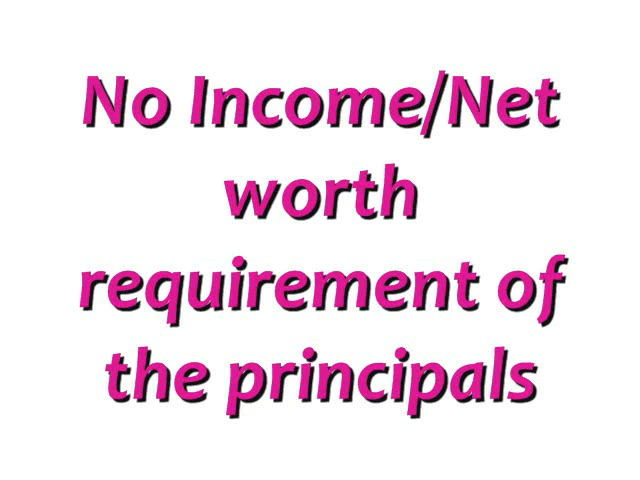 No Income/Net
worth
requirement of
the principals